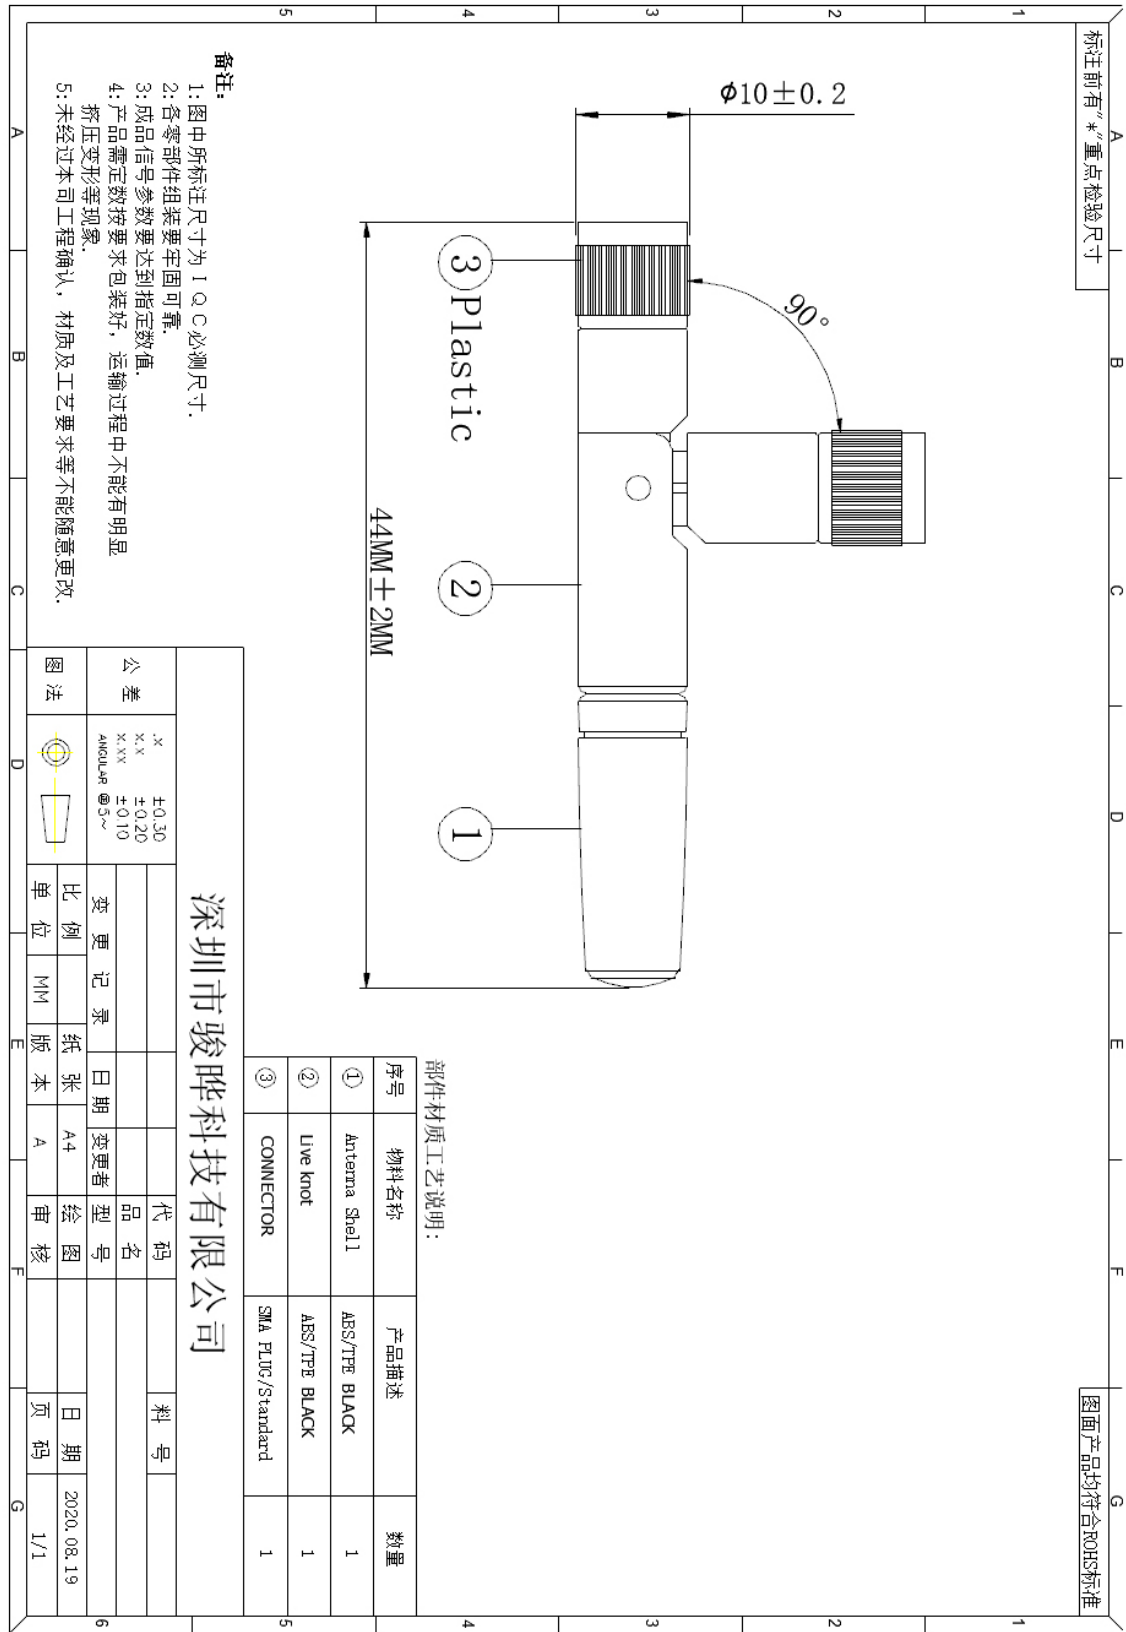 标注前有"*"重点检验尺寸
图面产品均符合ROHS标准
A
B
C
D
E
F
G
1
2
3
4
5
1
2
3
4
5
6
Φ10±0.2
90°
3
Plastic
2
1
44MM±2MM
备注:
1:图中所标注尺寸为IQC必测尺寸.
2:各零部件组装要牢固可靠.
3:成品信号参数要达到指定数值.
4:产品需定数按要求包装好, 运输过程中不能有明显
挤压变形等现象.
5:未经过本司工程确认, 材质及工艺要求等不能随意更改.
部件材质工艺说明:
序号 物料名称 产品描述 数量
① Antenna Shell ABS/TPE BLACK 1
② Live knot ABS/TPE BLACK 1
③ CONNECTOR SMA PLUG/Standard 1
深圳市骏晔科技有限公司
公差
.X ±0.30
X.X ±0.20
X.XX ±0.10
ANGULAR
代码 料号
品名
变更记录 日期 变更者 型号
图法 比例 纸张 A4 绘图 日期 2020.08.19
单位 MM 版本 A 审核 页码 1/1
A
B
C
D
E
F
G